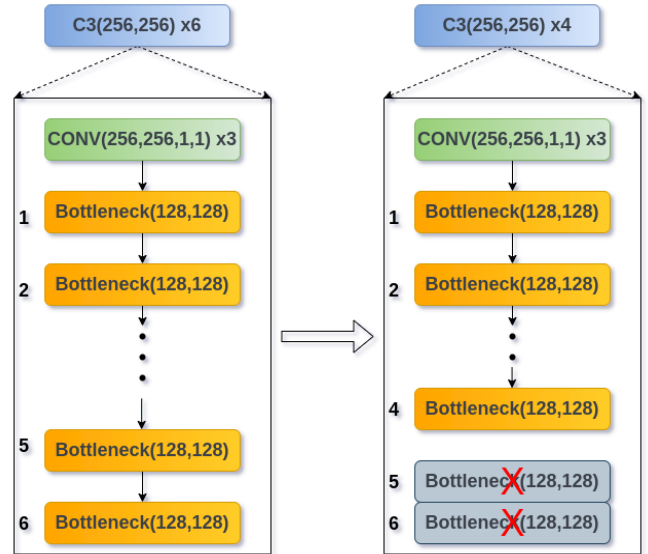 C3(256,256) x6
CONV(256,256,1,1) x3
1 Bottleneck(128,128)
2 Bottleneck(128,128)
5 Bottleneck(128,128)
6 Bottleneck(128,128)
C3(256,256) x4
CONV(256,256,1,1) x3
1 Bottleneck(128,128)
2 Bottleneck(128,128)
4 Bottleneck(128,128)
5 Bottleneck(128,128)
6 Bottleneck(128,128)